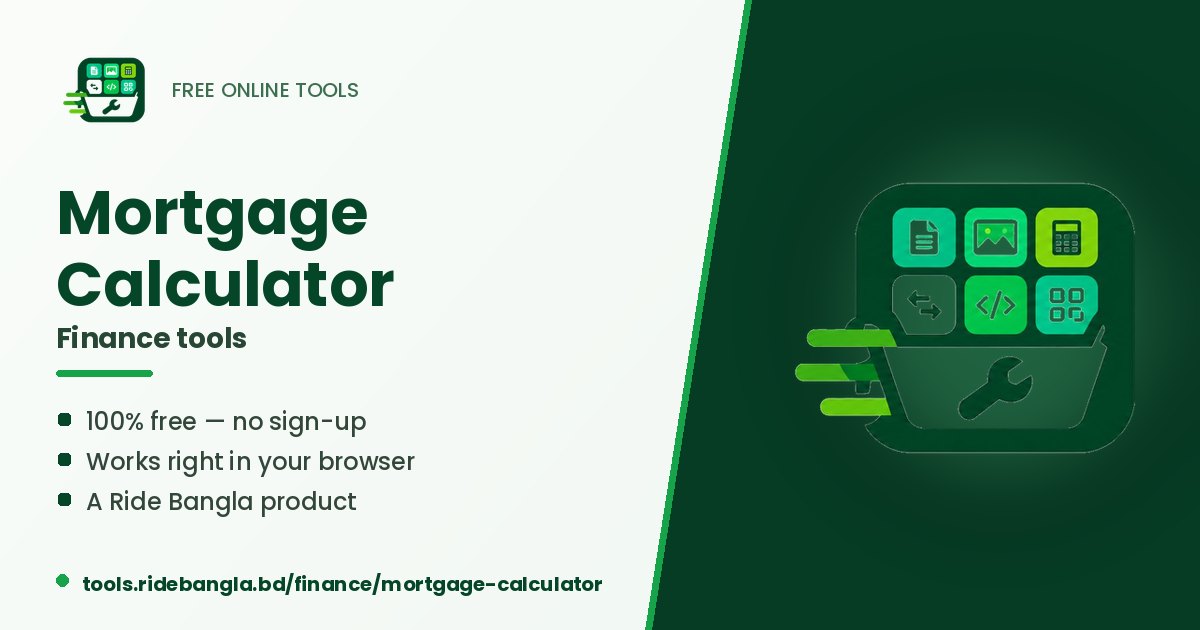 FREE ONLINE TOOLS
Mortgage
Calculator
Finance tools
100% free — no sign-up
Works right in your browser
A Ride Bangla product
tools.ridebangla.bd/finance/mortgage-calculator